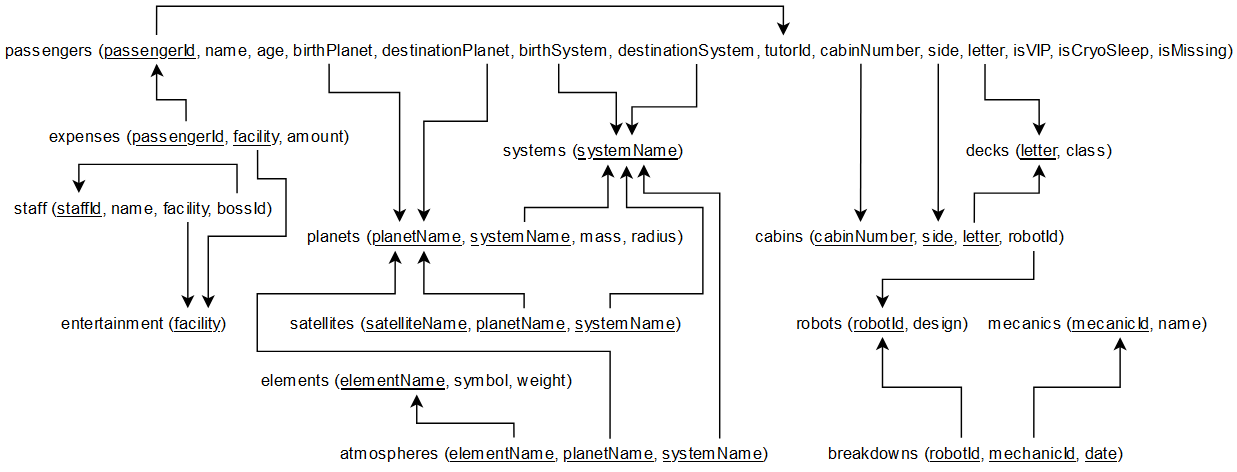 passengers (passengerId, name, age, birthPlanet, destinationPlanet, birthSystem, destinationSystem, tutorId, cabinNumber, side, letter, isVIP, isCryoSleep, isMissing)
expenses (passengerId, facility, amount)
systems (systemName)
decks (letter, class)
staff (staffId, name, facility, bossId)
planets (planetName, systemName, mass, radius)
cabins (cabinNumber, side, letter, robotId)
entertainment (facility)
satellites (satelliteName, planetName, systemName)
robots (robotId, design)
mecanics (mecanicId, name)
elements (elementName, symbol, weight)
atmospheres (elementName, planetName, systemName)
breakdowns (robotId, mechanicId, date)